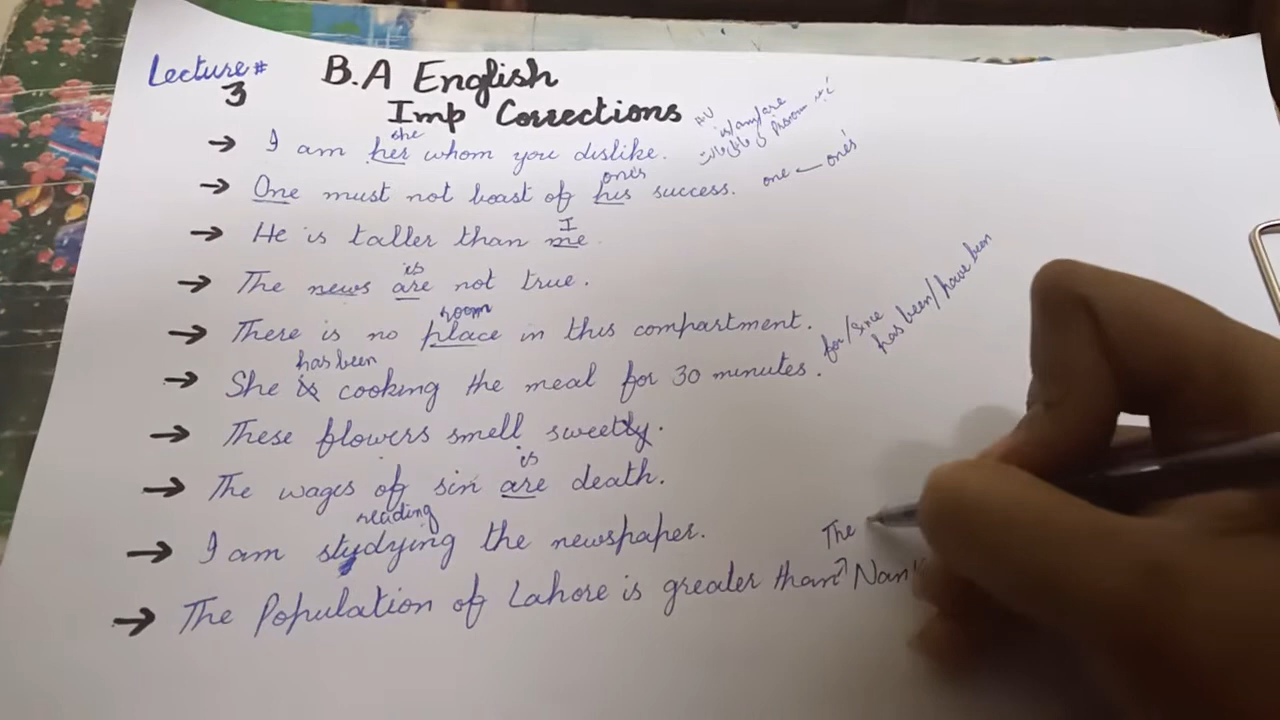 Lecture #
3
B.A English
Imp Corrections
she
→ I am her whom you dislike.
is/am/are
one's
→ One must not boast of his success. one — one's
I
→ He is taller than me.
is
→ The news are not true.
room
→ There is no place in this compartment.
for/since
has been/have been
has been
→ She is cooking the meal for 30 minutes.
→ These flowers smell sweetly.
is
→ The wages of sin are death.
reading
→ I am studying the newspaper.
The
→ The Population of Lahore is greater than